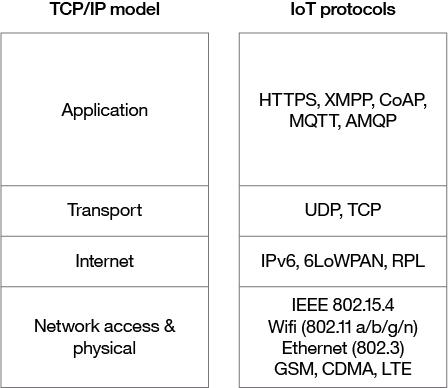 TCP/IP model
IoT protocols
Application
HTTPS, XMPP, CoAP,
MQTT, AMQP
Transport
UDP, TCP
Internet
IPv6, 6LoWPAN, RPL
Network access &
physical
IEEE 802.15.4
Wifi (802.11 a/b/g/n)
Ethernet (802.3)
GSM, CDMA, LTE